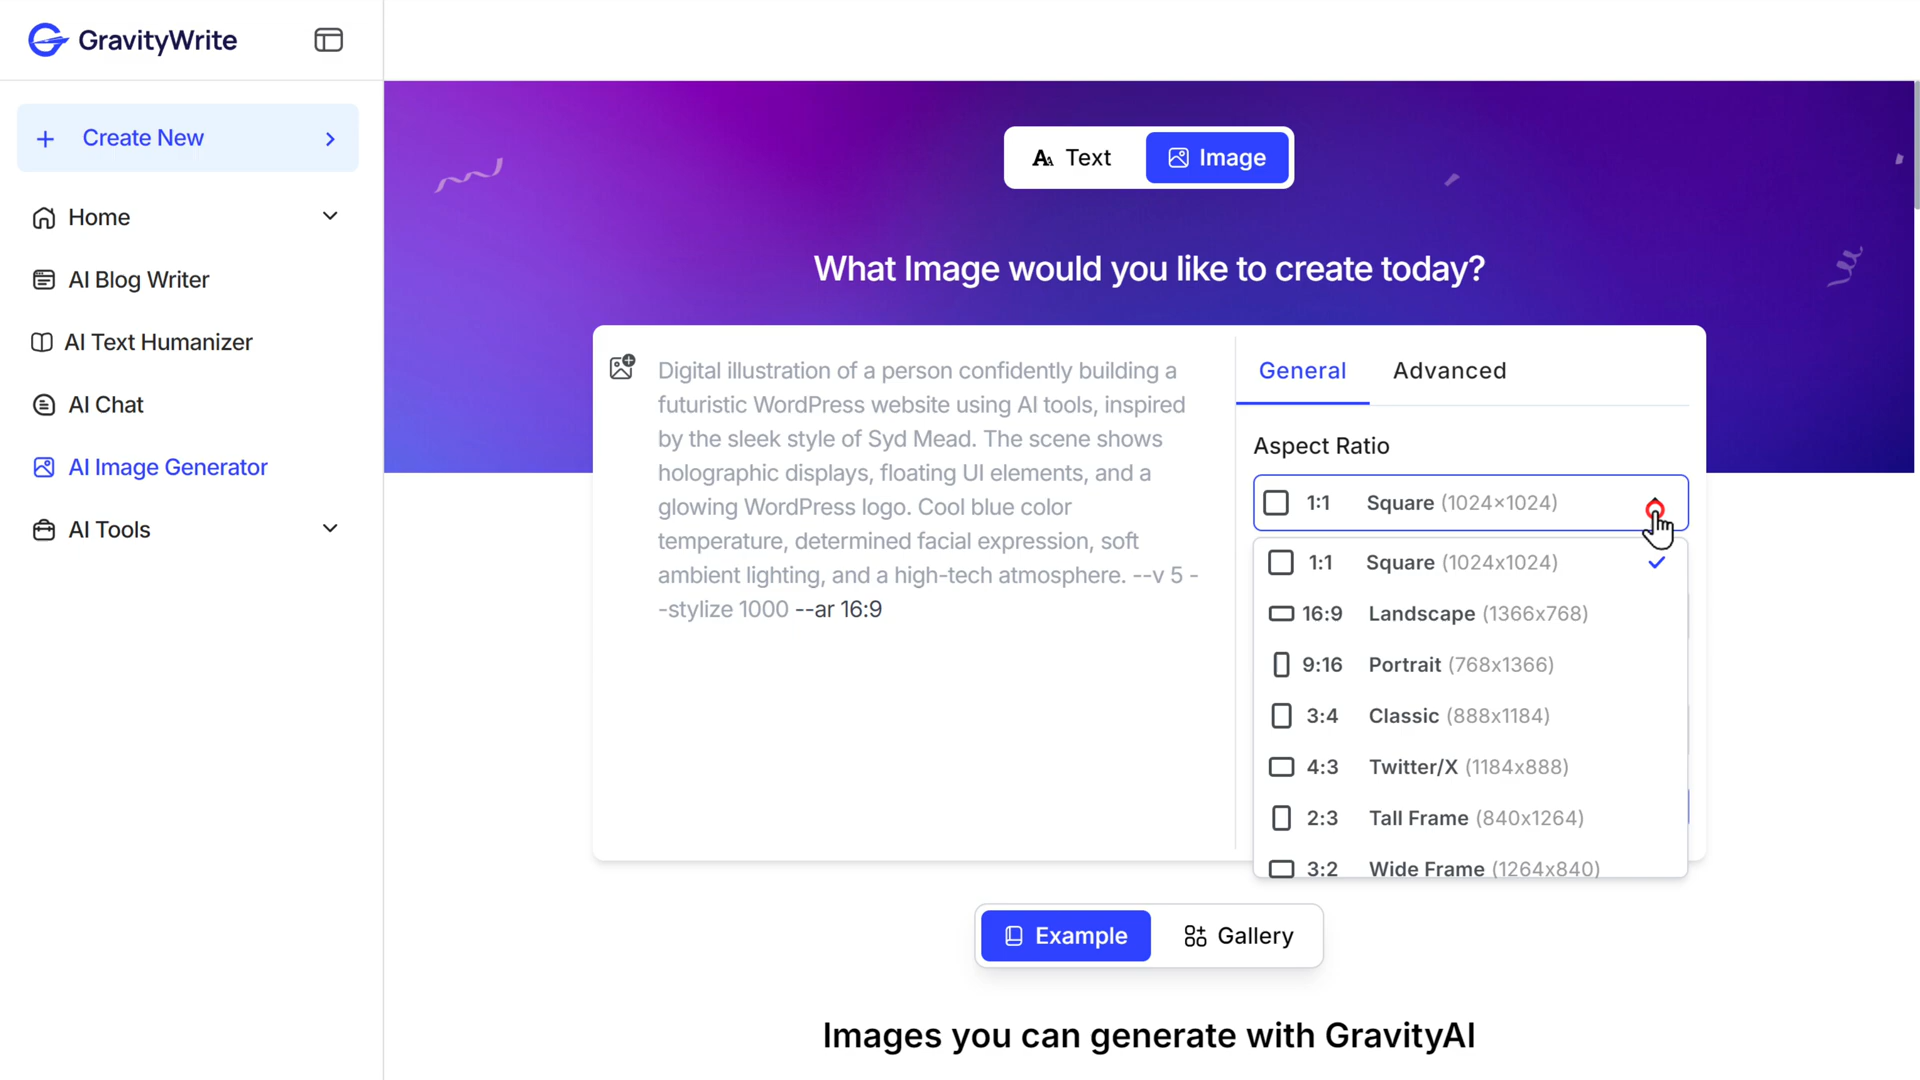 GravityWrite
Create New
Home
AI Blog Writer
AI Text Humanizer
AI Chat
AI Image Generator
AI Tools
Text
Image
What Image would you like to create today?
Digital illustration of a person confidently building a
futuristic WordPress website using AI tools, inspired
by the sleek style of Syd Mead. The scene shows
holographic displays, floating UI elements, and a
glowing WordPress logo. Cool blue color
temperature, determined facial expression, soft
ambient lighting, and a high-tech atmosphere. --v 5 -
-stylize 1000 --ar 16:9
General
Advanced
Aspect Ratio
1:1 Square (1024×1024)
1:1 Square (1024x1024)
16:9 Landscape (1366x768)
9:16 Portrait (768x1366)
3:4 Classic (888x1184)
4:3 Twitter/X (1184x888)
2:3 Tall Frame (840x1264)
3:2 Wide Frame (1264x840)
Example
Gallery
Images you can generate with GravityAI